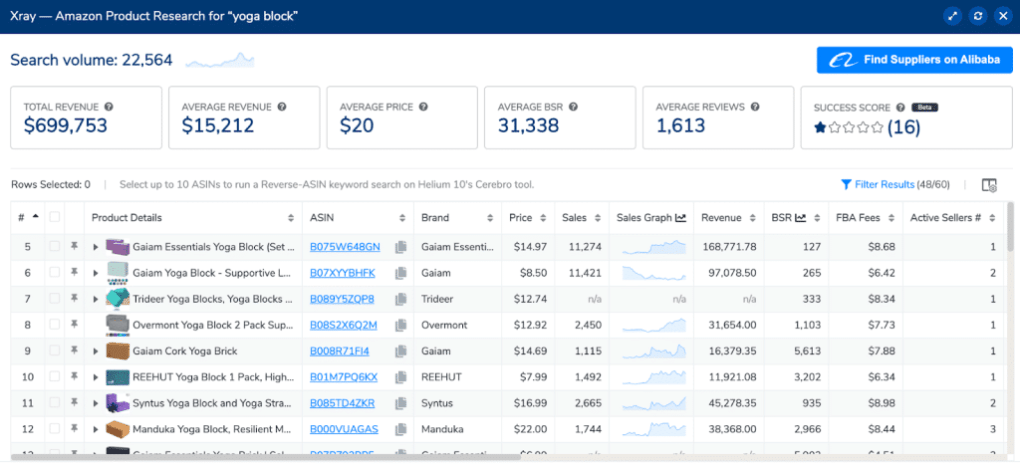 Xray — Amazon Product Research for “yoga block”
Search volume: 22,564
Find Suppliers on Alibaba
TOTAL REVENUE
$699,753
AVERAGE REVENUE
$15,212
AVERAGE PRICE
$20
AVERAGE BSR
31,338
AVERAGE REVIEWS
1,613
SUCCESS SCORE Beta
(16)
Rows Selected: 0 | Select up to 10 ASINs to run a Reverse-ASIN keyword search on Helium 10's Cerebro tool. Filter Results (48/60)
# Product Details ASIN Brand Price Sales Sales Graph Revenue BSR FBA Fees Active Sellers #
5 Gaiam Essentials Yoga Block (Set ... B075W648GN Gaiam Essenti... $14.97 11,274 168,771.78 127 $8.68 1
6 Gaiam Yoga Block - Supportive L... B07XYYBHFK Gaiam $8.50 11,421 97,078.50 265 $6.42 2
7 Trideer Yoga Blocks, Yoga Blocks ... B089Y5ZQP8 Trideer $12.74 n/a n/a n/a 333 $8.34 1
8 Overmont Yoga Block 2 Pack Sup... B08S2X6Q2M Overmont $12.92 2,450 31,654.00 1,103 $7.73 1
9 Gaiam Cork Yoga Brick B008R71FI4 Gaiam $14.69 1,115 16,379.35 5,613 $7.88 1
10 REEHUT Yoga Block 1 Pack, High... B01M7PQ6KX REEHUT $7.99 1,492 11,921.08 3,202 $6.34 1
11 Syntus Yoga Block and Yoga Stra... B085TD4ZKR Syntus $16.99 2,665 45,278.35 935 $8.98 2
12 Manduka Yoga Block, Resilient M... B000VUAGAS Manduka $22.00 1,744 38,368.00 2,966 $8.44 3